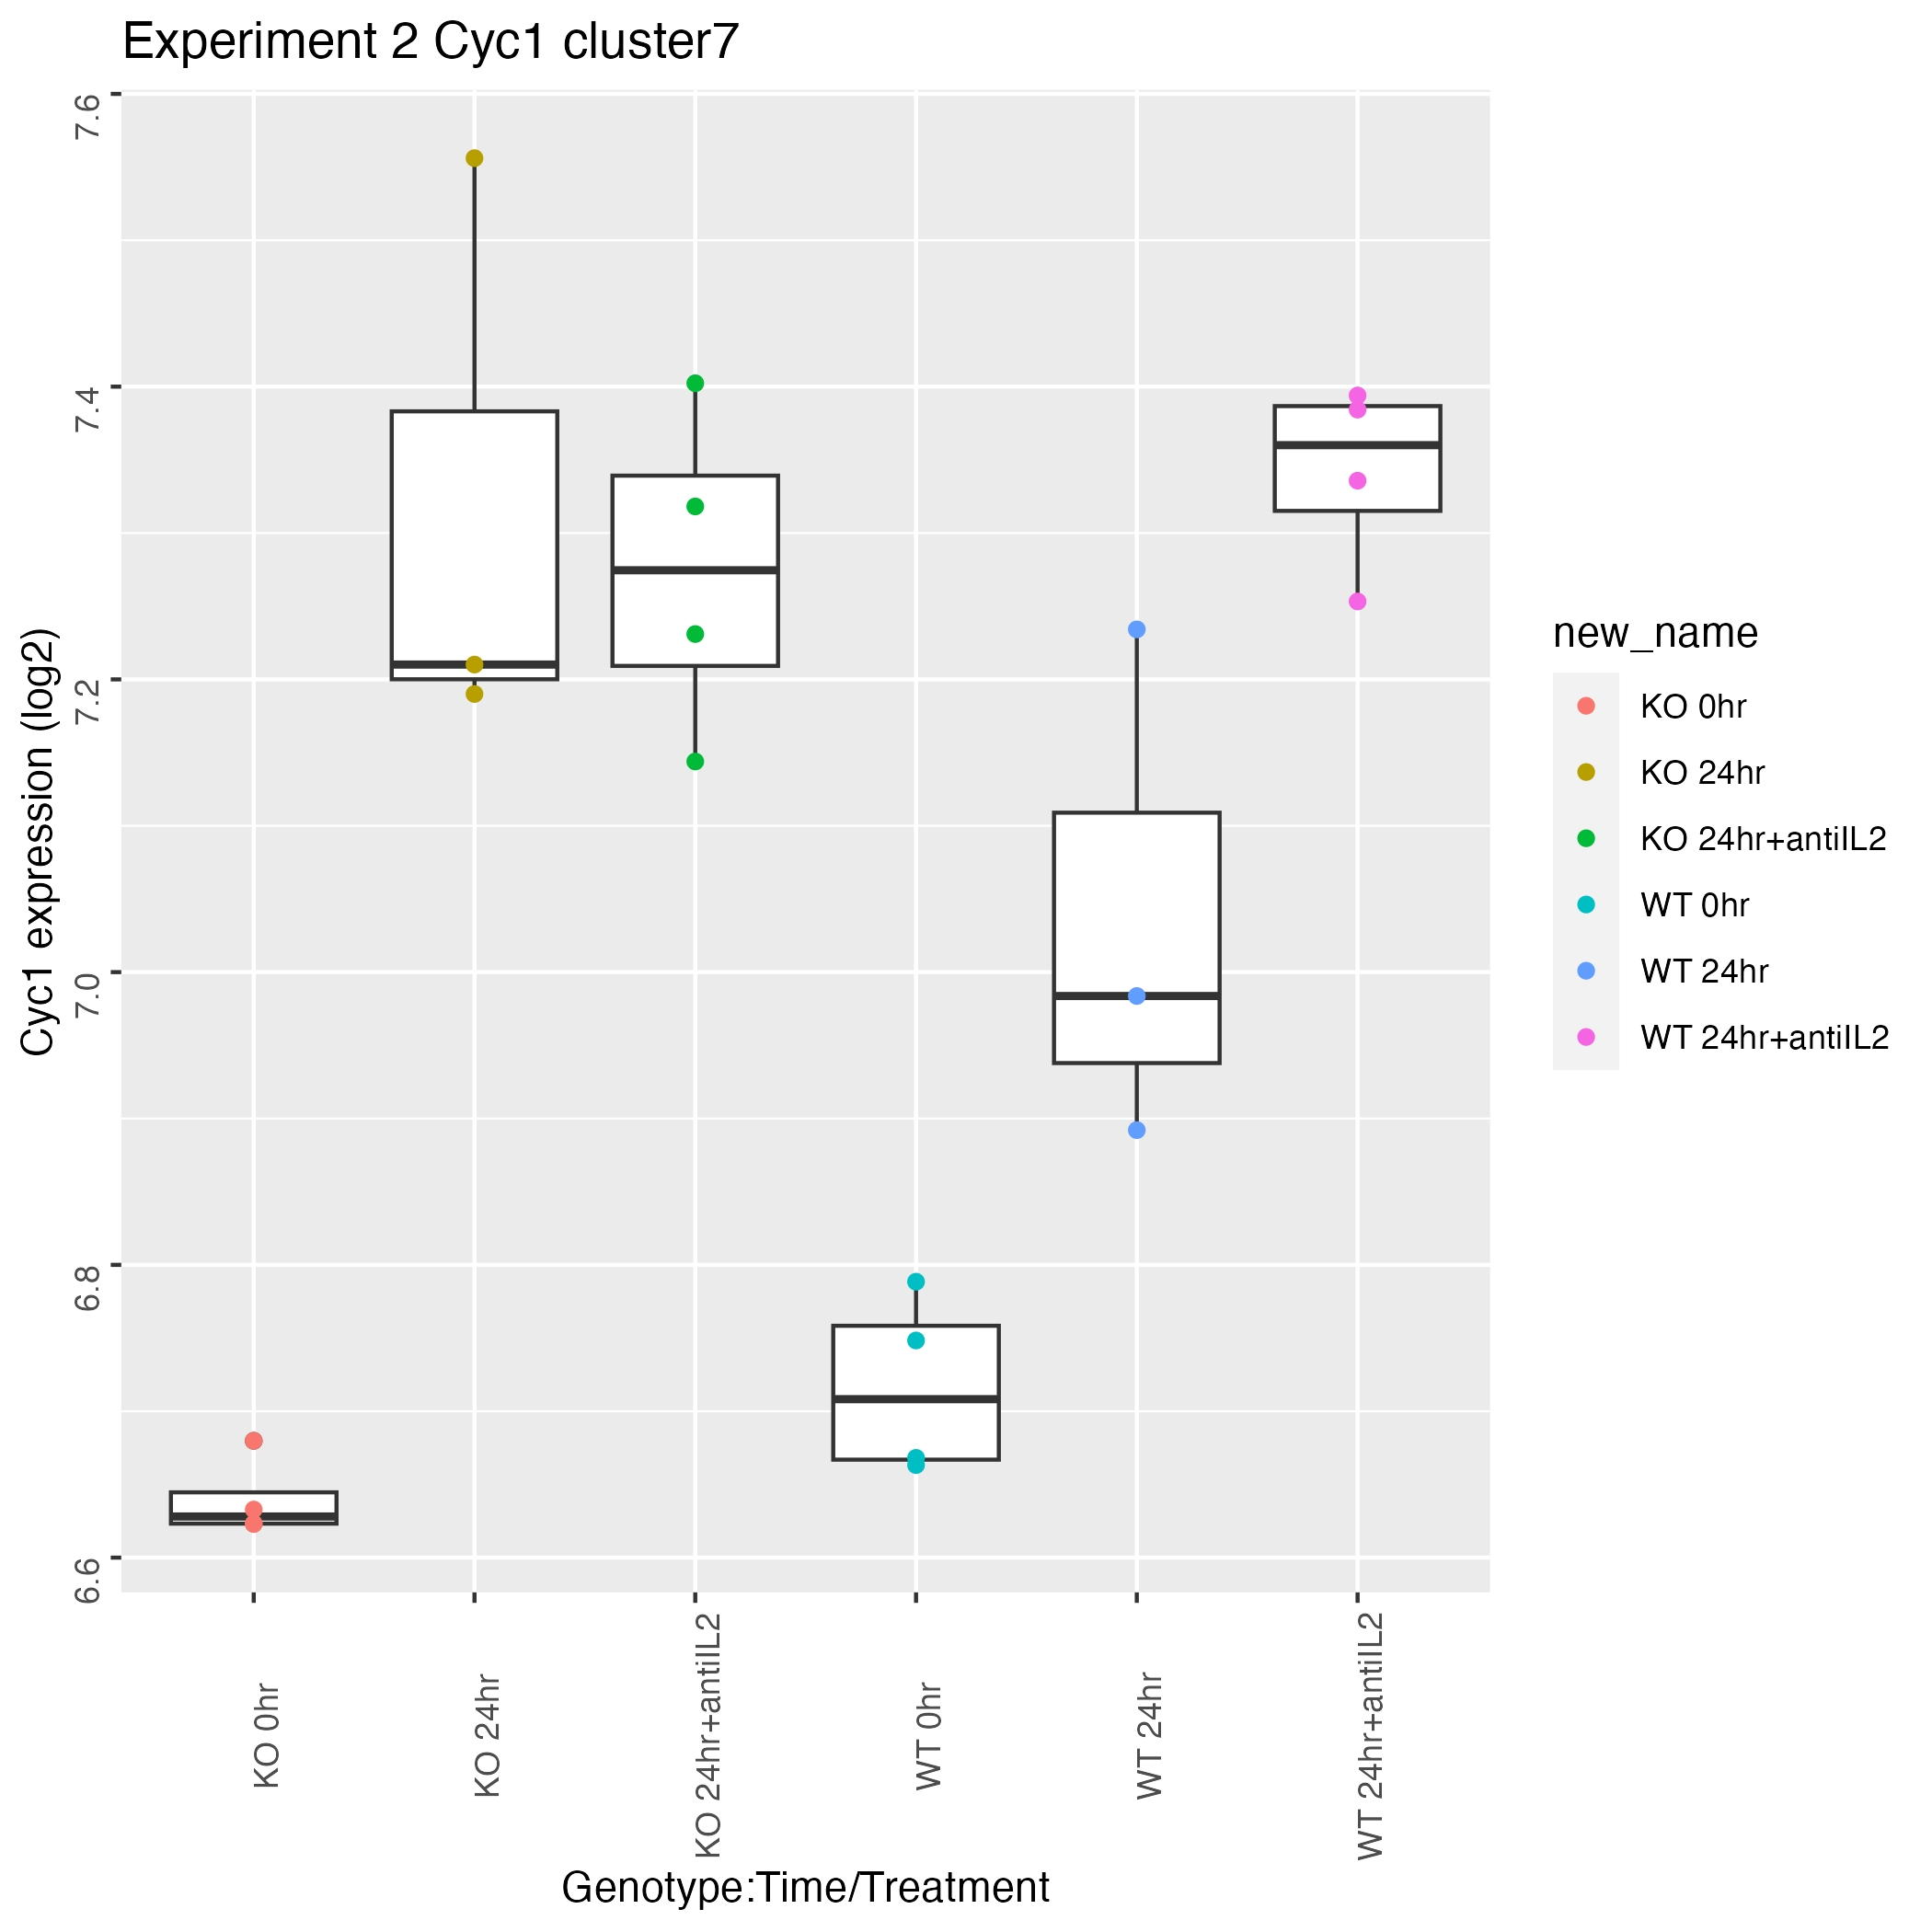 Experiment 2 Cyc1 cluster7
Cyc1 expression (log2)
7.6
7.4
7.2
7.0
6.8
6.6
KO 0hr
KO 24hr
KO 24hr+antiIL2
WT 0hr
WT 24hr
WT 24hr+antiIL2
Genotype:Time/Treatment
new_name
KO 0hr
KO 24hr
KO 24hr+antiIL2
WT 0hr
WT 24hr
WT 24hr+antiIL2